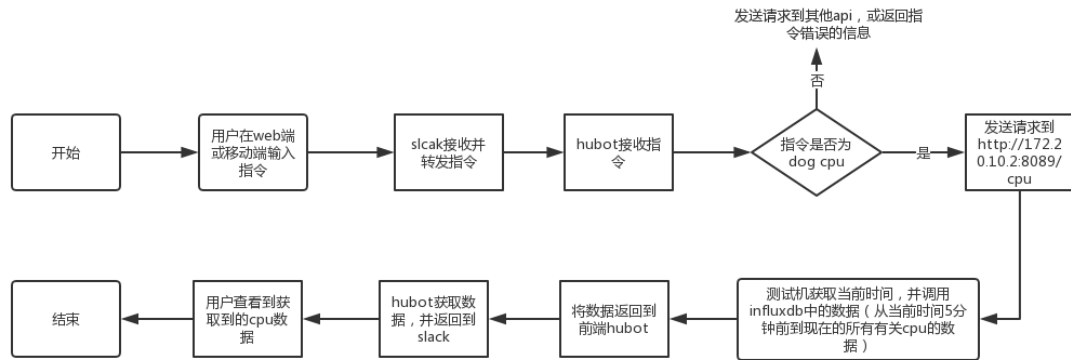 发送请求到其他api，或返回指
令错误的信息
否
开始
用户在web端
或移动端输入
指令
slcak接收并
转发指令
hubot接收指
令
指令是否为
dog cpu
是
发送请求到
http://172.2
0.10.2:8089/
cpu
结束
用户查看到获
取到的cpu数
据
hubot获取数
据，并返回到
slack
将数据返回到
前端hubot
测试机获取当前时间，并调用
influxdb中的数据（从当前时间5分
钟前到现在的所有有关cpu的数
据）